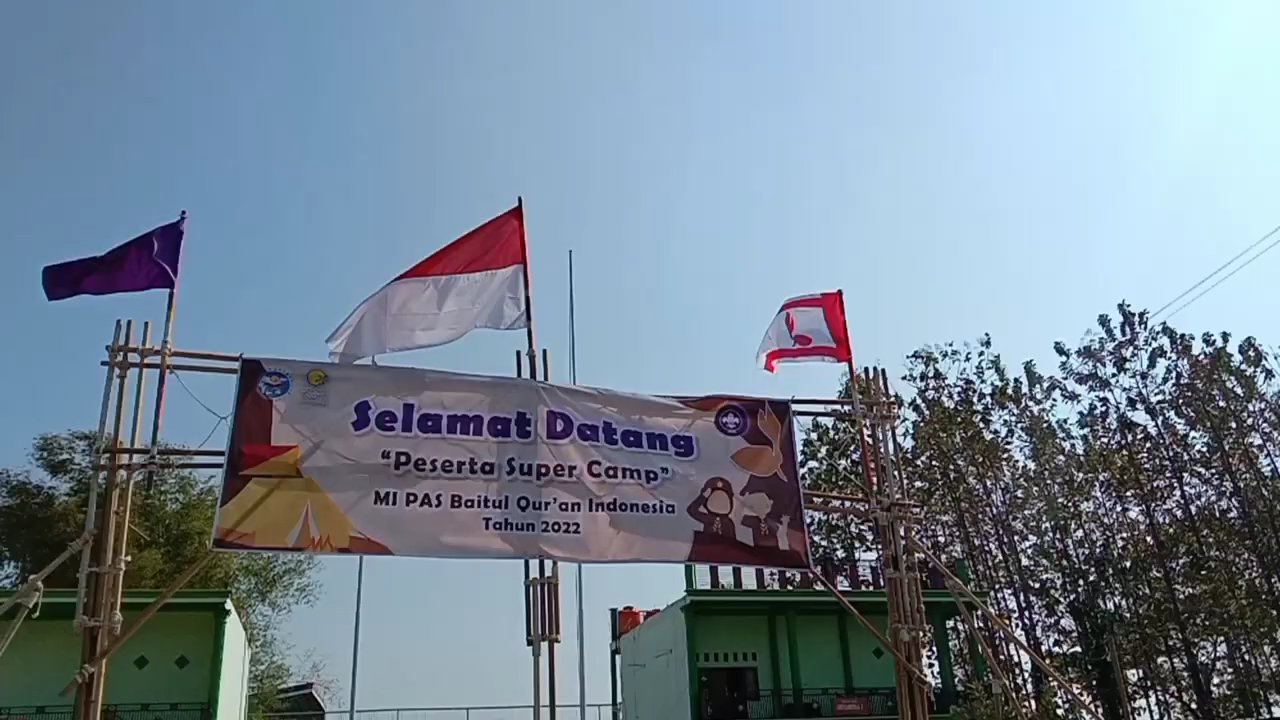 Selamat Datang
“Peserta Super Camp”
MI PAS Baitul Qur'an Indonesia
Tahun 2022